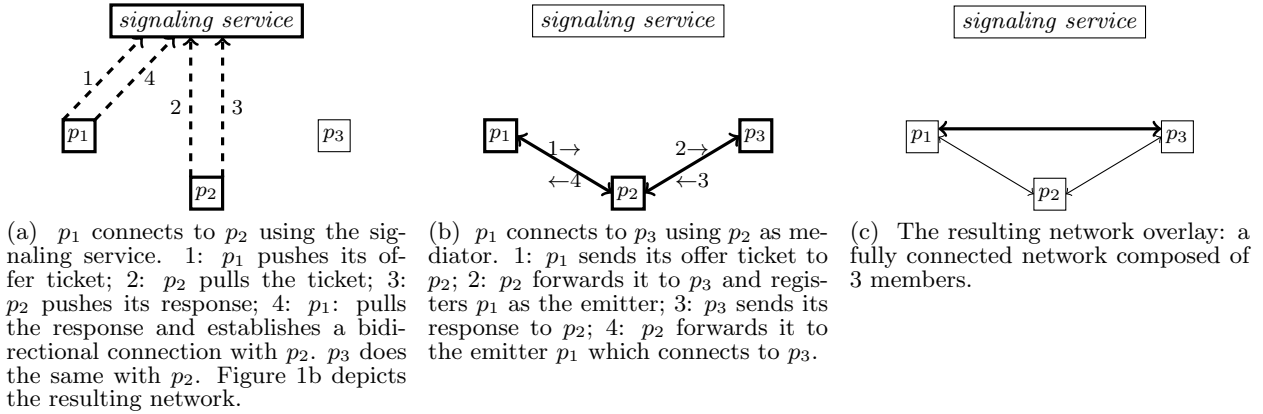 signaling service
1
4
2
3
p1
p3
p2
(a) p1 connects to p2 using the sig-
naling service. 1: p1 pushes its of-
fer ticket; 2: p2 pulls the ticket; 3:
p2 pushes its response; 4: p1: pulls
the response and establishes a bidi-
rectional connection with p2. p3 does
the same with p2. Figure 1b depicts
the resulting network.
signaling service
p1
p3
1→
2→
←4
←3
p2
(b) p1 connects to p3 using p2 as me-
diator. 1: p1 sends its offer ticket to
p2; 2: p2 forwards it to p3 and regis-
ters p1 as the emitter; 3: p3 sends its
response to p2; 4: p2 forwards it to
the emitter p1 which connects to p3.
signaling service
p1
p3
p2
(c) The resulting network overlay: a
fully connected network composed of
3 members.